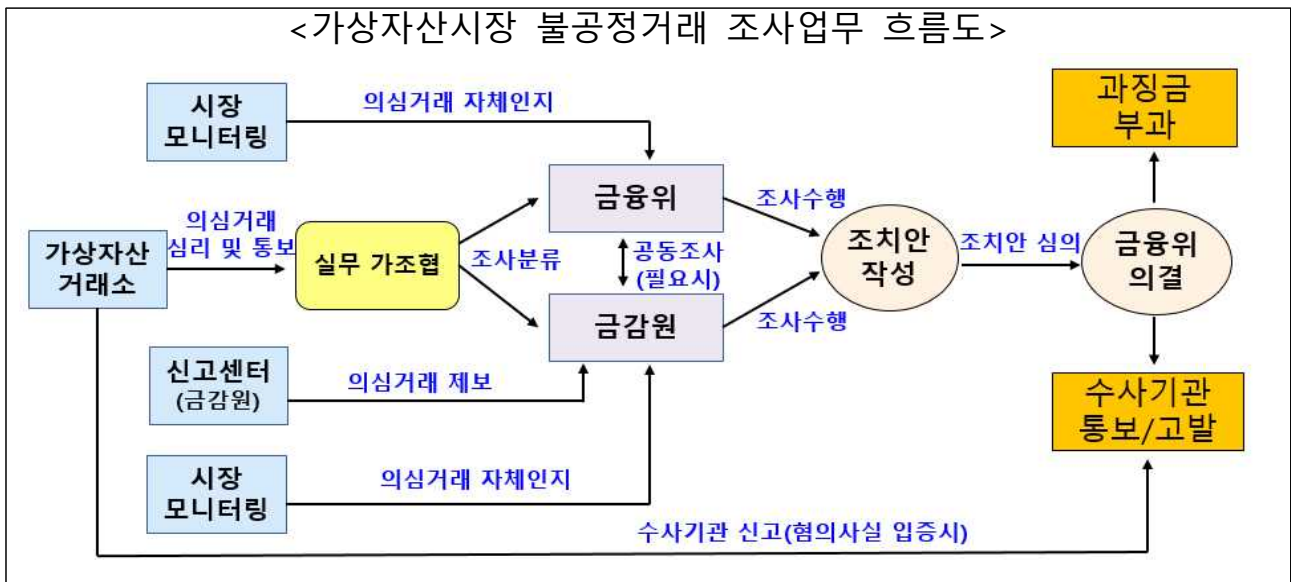 <가상자산시장 불공정거래 조사업무 흐름도>
시장
모니터링
의심거래 자체인지
과징금
부과
금융위
조사수행
의심거래
심리 및 통보
가상자산
거래소
실무 가조협
조사분류
공동조사
(필요시)
조치안
작성
조치안 심의
금융위
의결
금감원
조사수행
신고센터
(금감원)
의심거래 제보
수사기관
통보/고발
시장
모니터링
의심거래 자체인지
수사기관 신고(혐의사실 입증시)